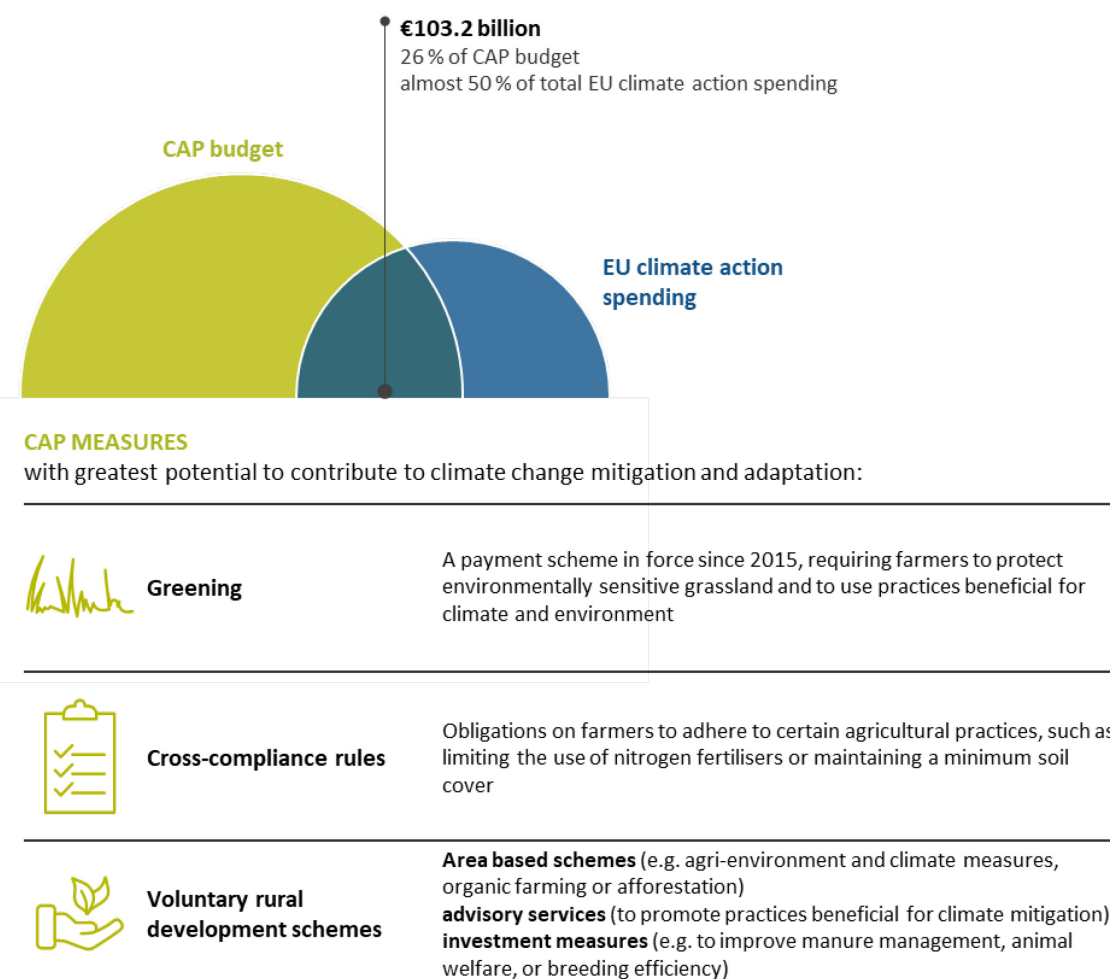 €103.2 billion
26 % of CAP budget
almost 50 % of total EU climate action spending
CAP budget
EU climate action
spending
CAP MEASURES
with greatest potential to contribute to climate change mitigation and adaptation:
Greening
A payment scheme in force since 2015, requiring farmers to protect
environmentally sensitive grassland and to use practices beneficial for
climate and environment
Cross-compliance rules
Obligations on farmers to adhere to certain agricultural practices, such as
limiting the use of nitrogen fertilisers or maintaining a minimum soil
cover
Voluntary rural
development schemes
Area based schemes (e.g. agri-environment and climate measures,
organic farming or afforestation)
advisory services (to promote practices beneficial for climate mitigation)
investment measures (e.g. to improve manure management, animal
welfare, or breeding efficiency)